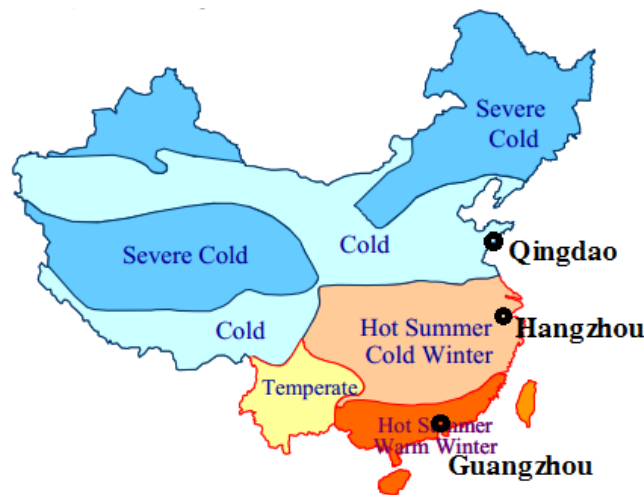 Severe
Cold
Cold
Qingdao
Severe Cold
Cold
Hot Summer
Cold Winter
Hangzhou
Temperate
Hot Summer
Warm Winter
Guangzhou